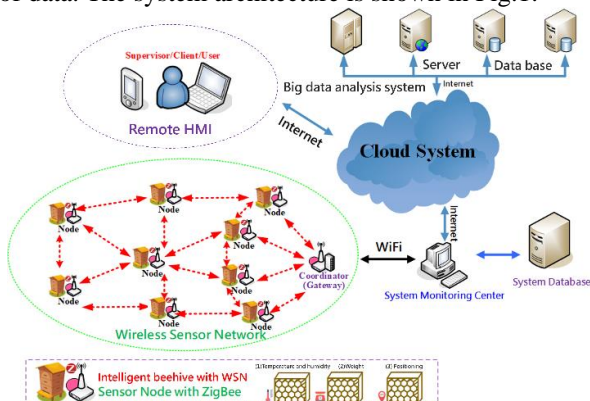 of data. The system architecture is shown in Fig.1.
Supervisor/Client/User
Remote HMI
Server
Data base
Big data analysis system
Internet
Internet
Cloud System
Node
Node
Node
Node
Node
Node
Node
Node
Node
Coordinator
(Gateway)
Wireless Sensor Network
WiFi
Internet
System Monitoring Center
System Database
Intelligent beehive with WSN
Sensor Node with ZigBee
(1)Temperature and humidity
(2)Weight
(3) Positioning